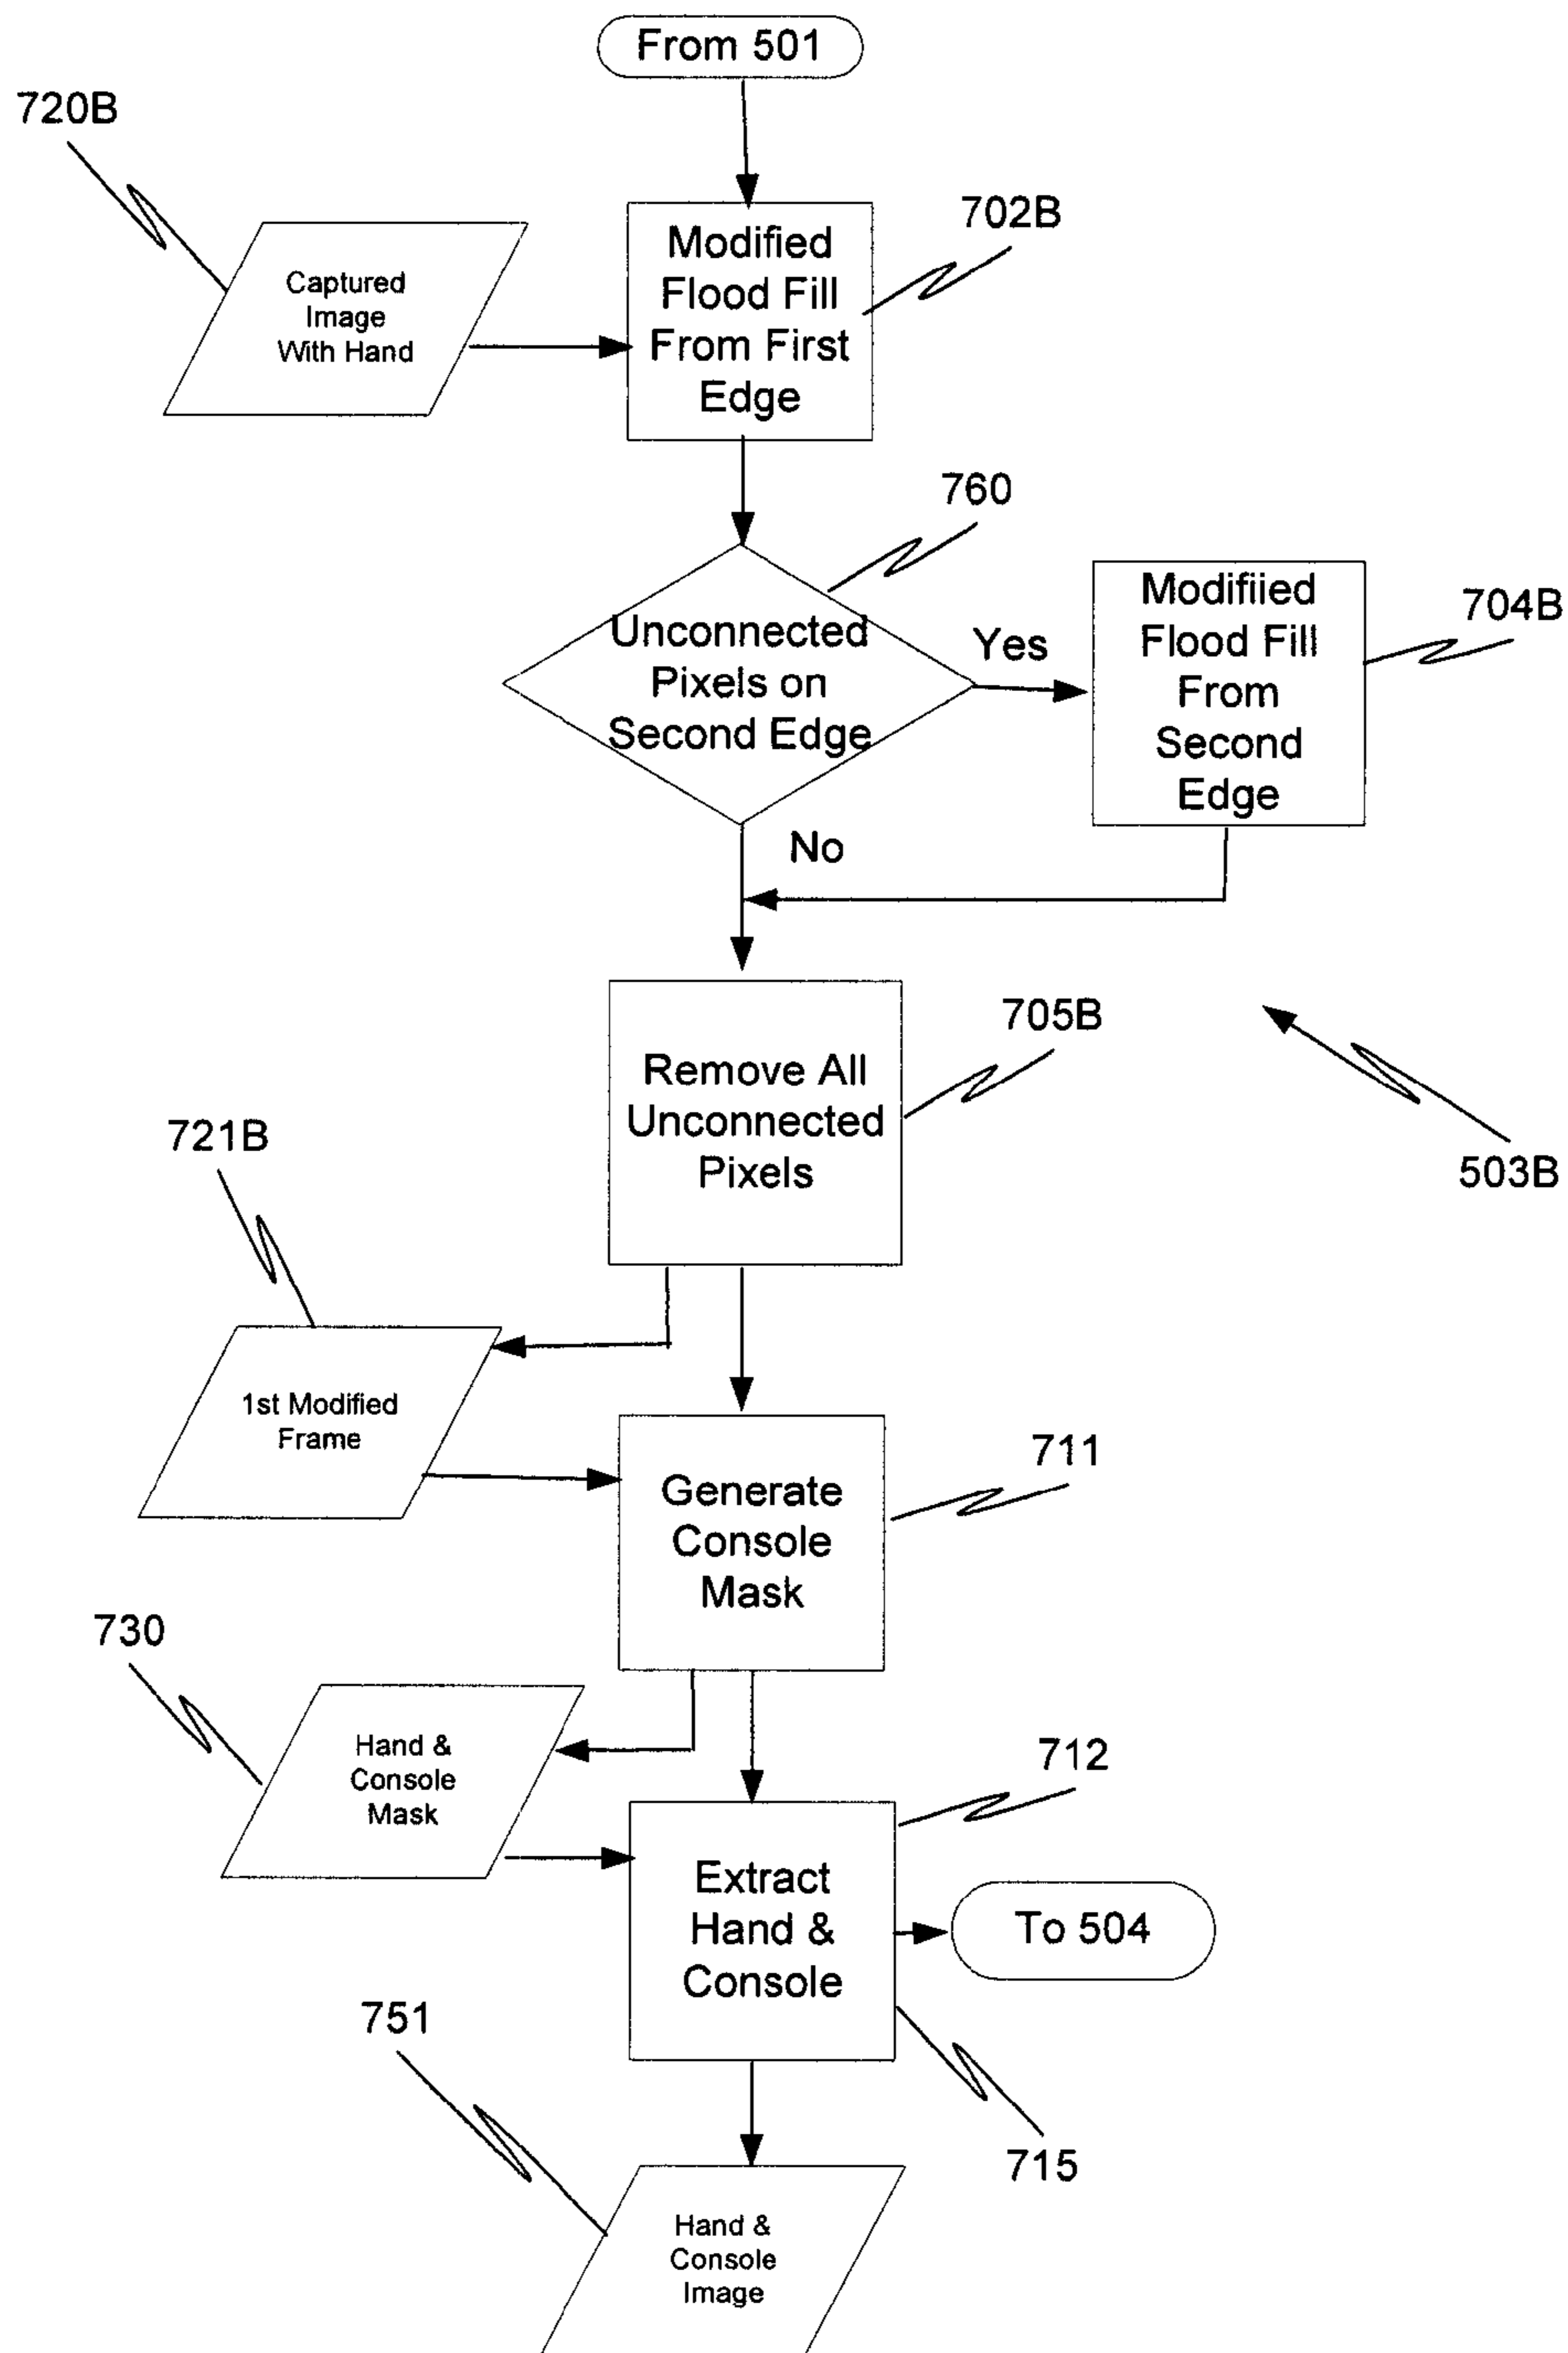 From 501
720B
Captured
Image
With Hand
Modified
Flood Fill
From First
Edge
702B
760
Unconnected
Pixels on
Second Edge
Yes
Modifiied
Flood Fill
From
Second
Edge
704B
No
Remove All
Unconnected
Pixels
705B
503B
721B
1st Modified
Frame
Generate
Console
Mask
711
730
Hand &
Console
Mask
712
Extract
Hand &
Console
To 504
715
751
Hand &
Console
Image